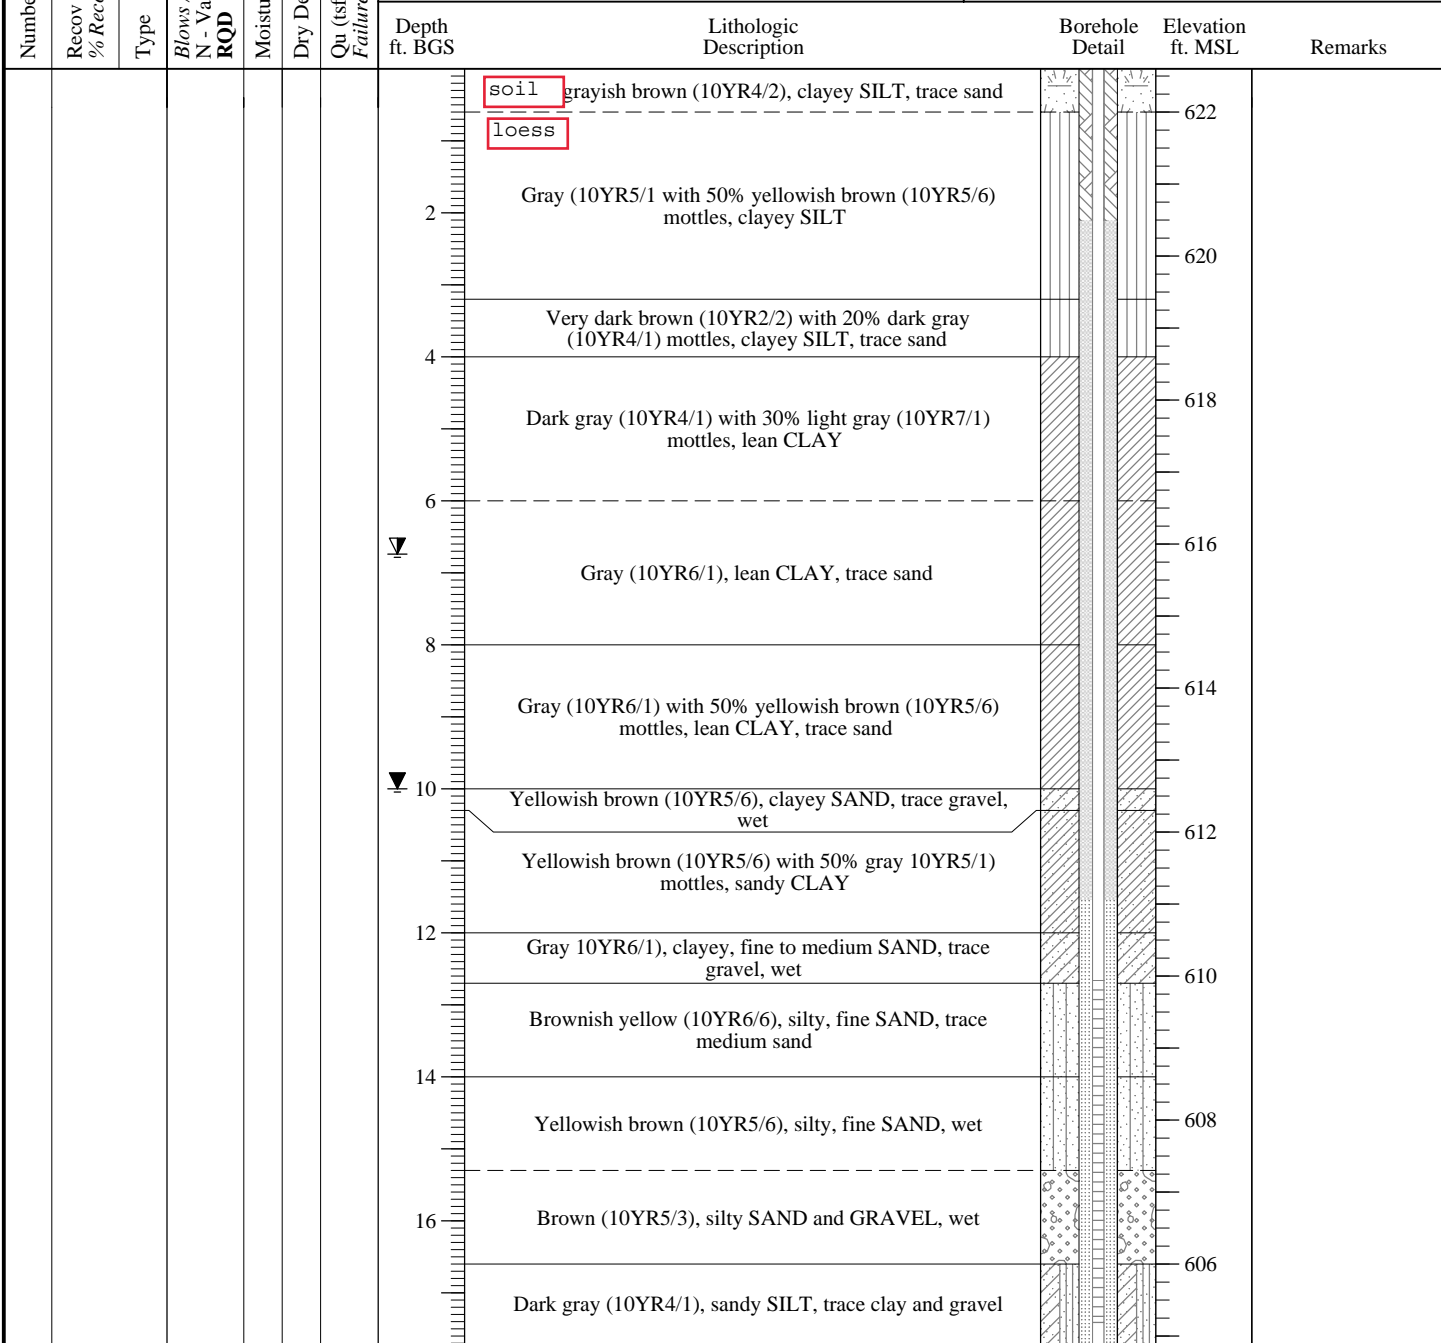 Numbe
Recov
% Rece
Type
Blows
N - Va
RQD
Moistu
Dry De
Qu (tsf
Failure
Depth
ft. BGS
Lithologic
Description
Borehole
Detail
Elevation
ft. MSL
Remarks
soil grayish brown (10YR4/2), clayey SILT, trace sand
622
loess
Gray (10YR5/1 with 50% yellowish brown (10YR5/6)
mottles, clayey SILT
2
620
Very dark brown (10YR2/2) with 20% dark gray
(10YR4/1) mottles, clayey SILT, trace sand
4
618
Dark gray (10YR4/1) with 30% light gray (10YR7/1)
mottles, lean CLAY
6
616
Gray (10YR6/1), lean CLAY, trace sand
8
614
Gray (10YR6/1) with 50% yellowish brown (10YR5/6)
mottles, lean CLAY, trace sand
10
Yellowish brown (10YR5/6), clayey SAND, trace gravel,
wet
612
Yellowish brown (10YR5/6) with 50% gray 10YR5/1)
mottles, sandy CLAY
12
Gray 10YR6/1), clayey, fine to medium SAND, trace
gravel, wet
610
Brownish yellow (10YR6/6), silty, fine SAND, trace
medium sand
14
608
Yellowish brown (10YR5/6), silty, fine SAND, wet
16
Brown (10YR5/3), silty SAND and GRAVEL, wet
606
Dark gray (10YR4/1), sandy SILT, trace clay and gravel